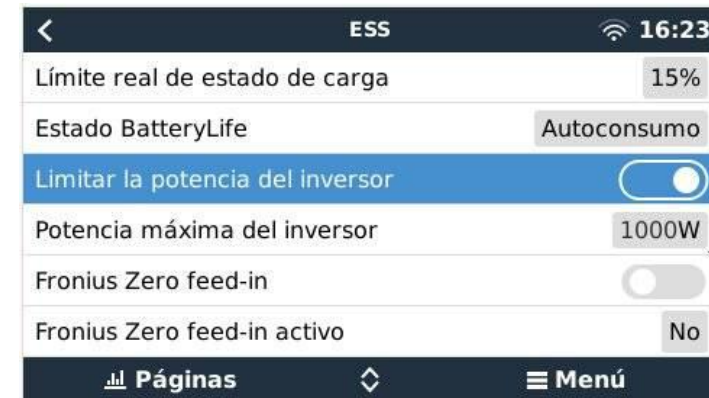 ESS 16:23
Límite real de estado de carga 15%
Estado BatteryLife Autoconsumo
Limitar la potencia del inversor
Potencia máxima del inversor 1000W
Fronius Zero feed-in
Fronius Zero feed-in activo No
Páginas Menú